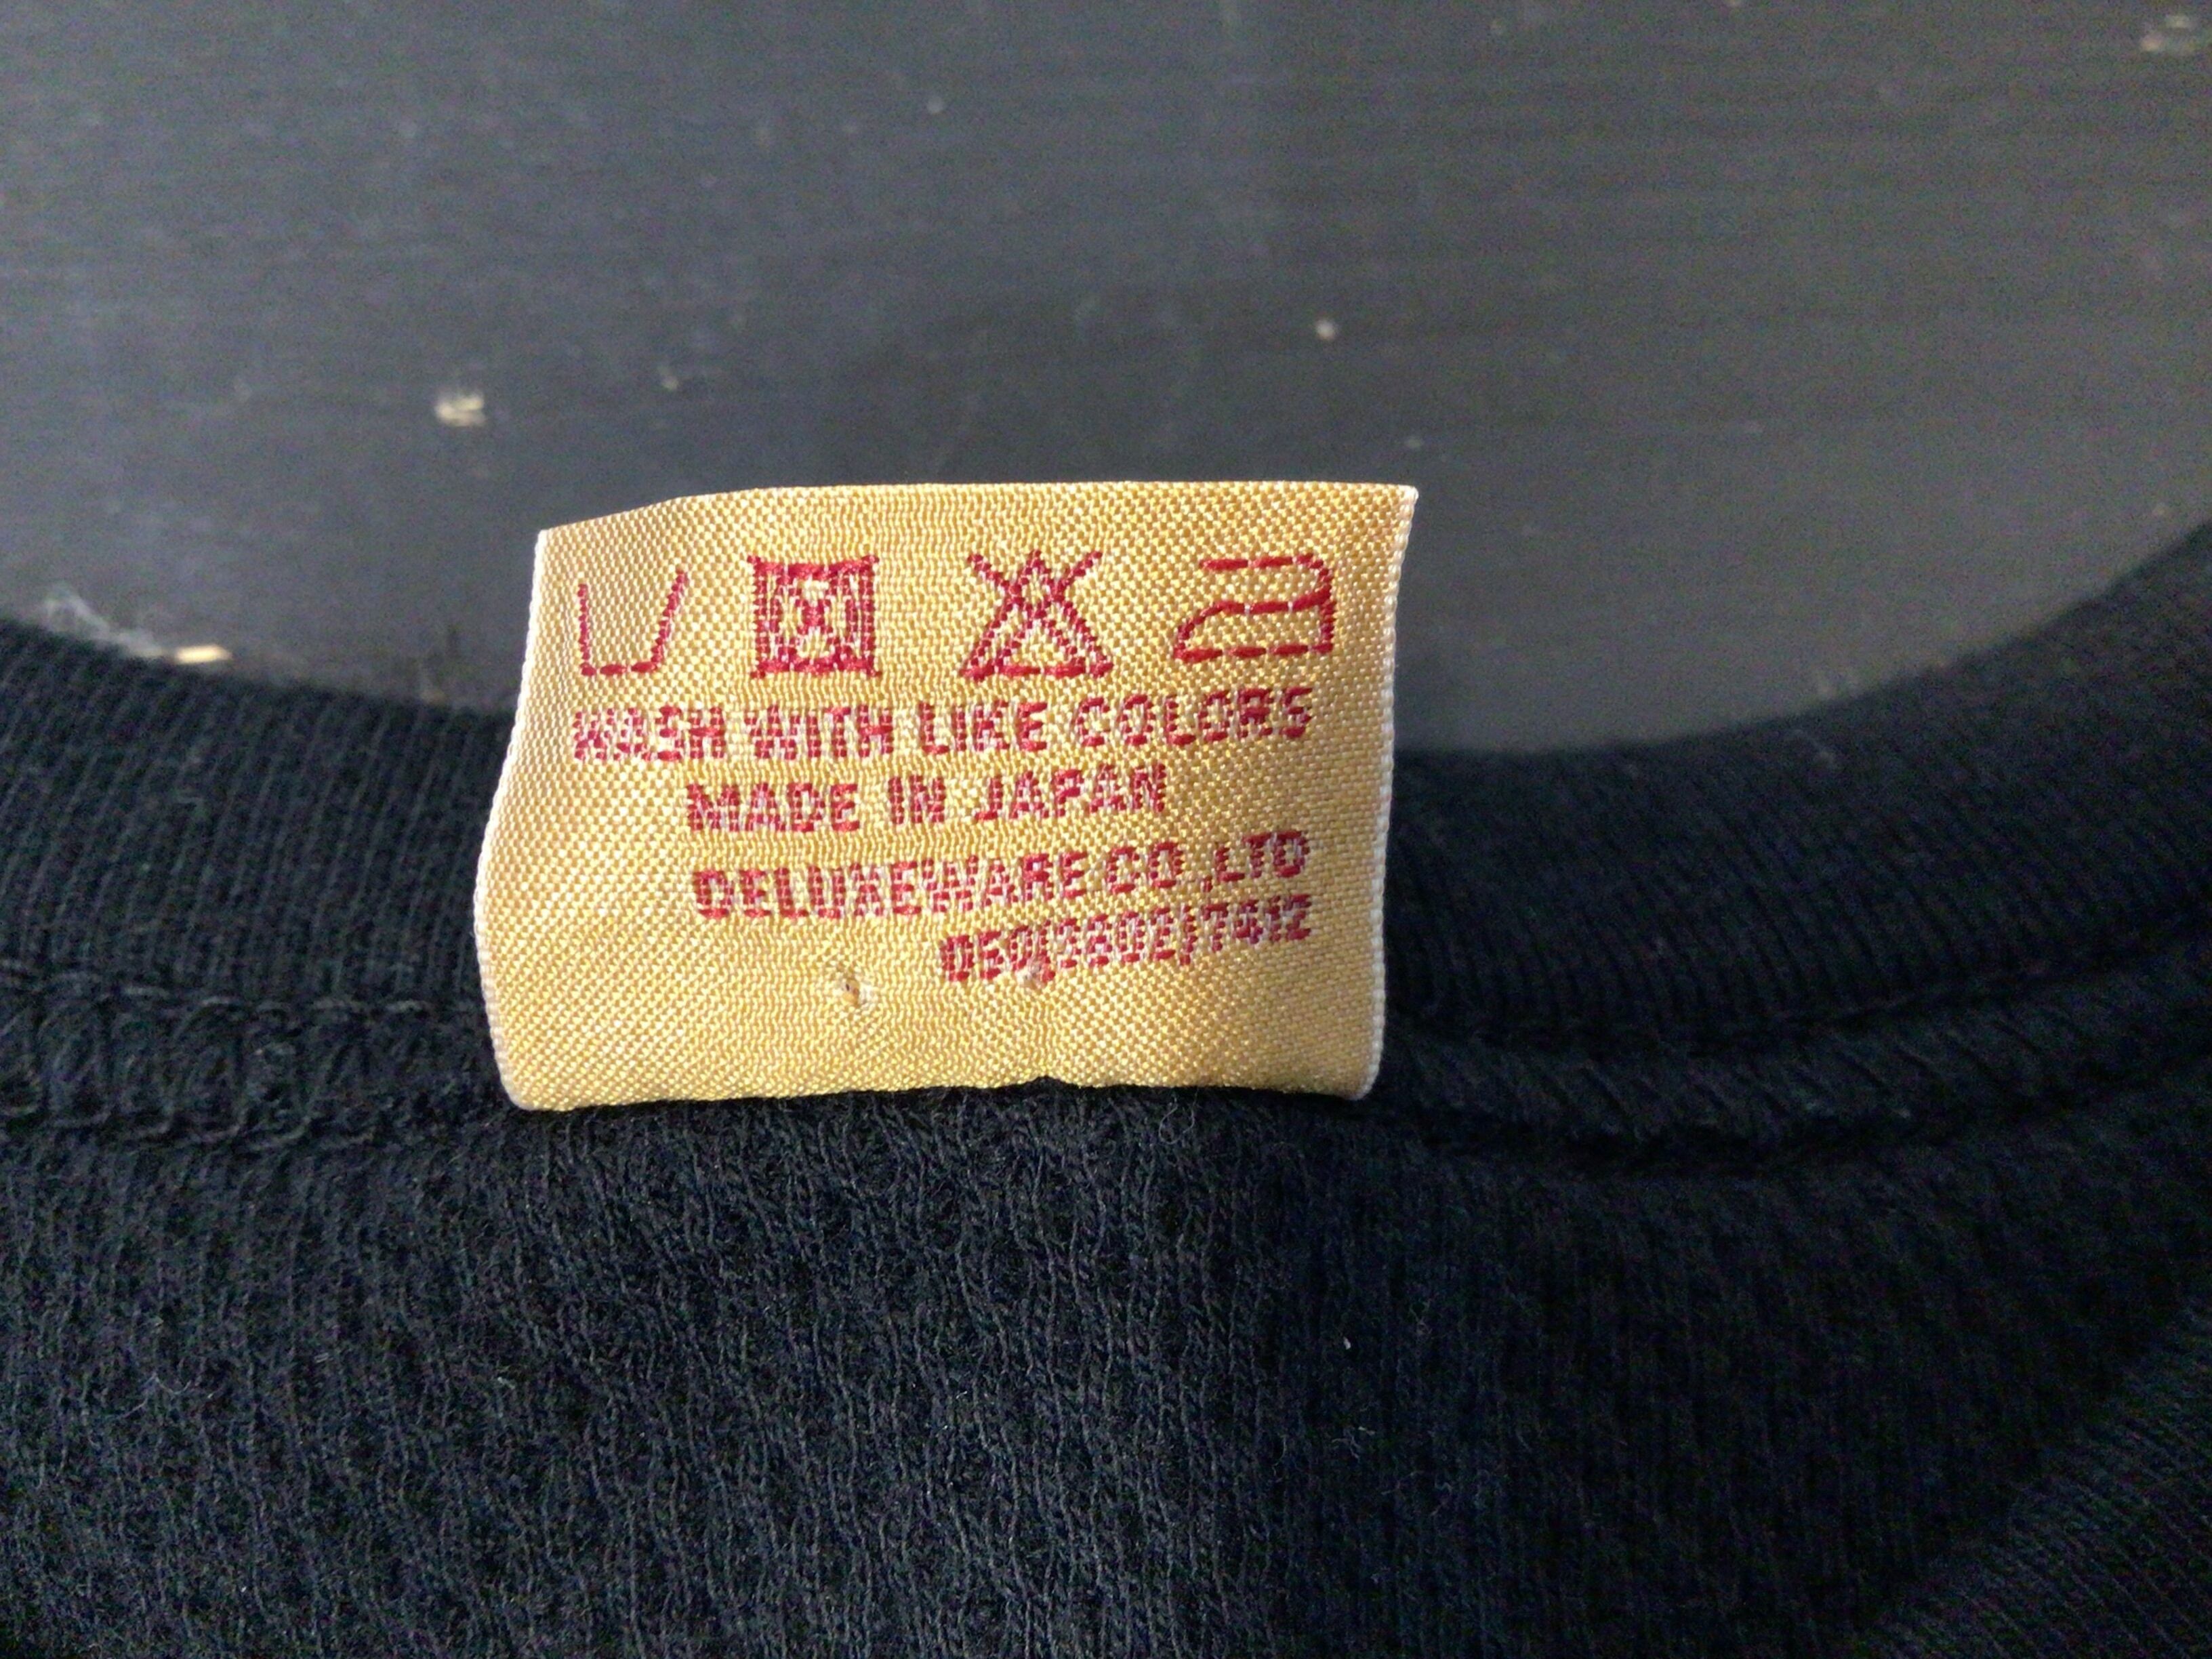 WASH WITH LIKE COLORS
MADE IN JAPAN
DELUXEWARE CO.,LTD
050(3802)7412